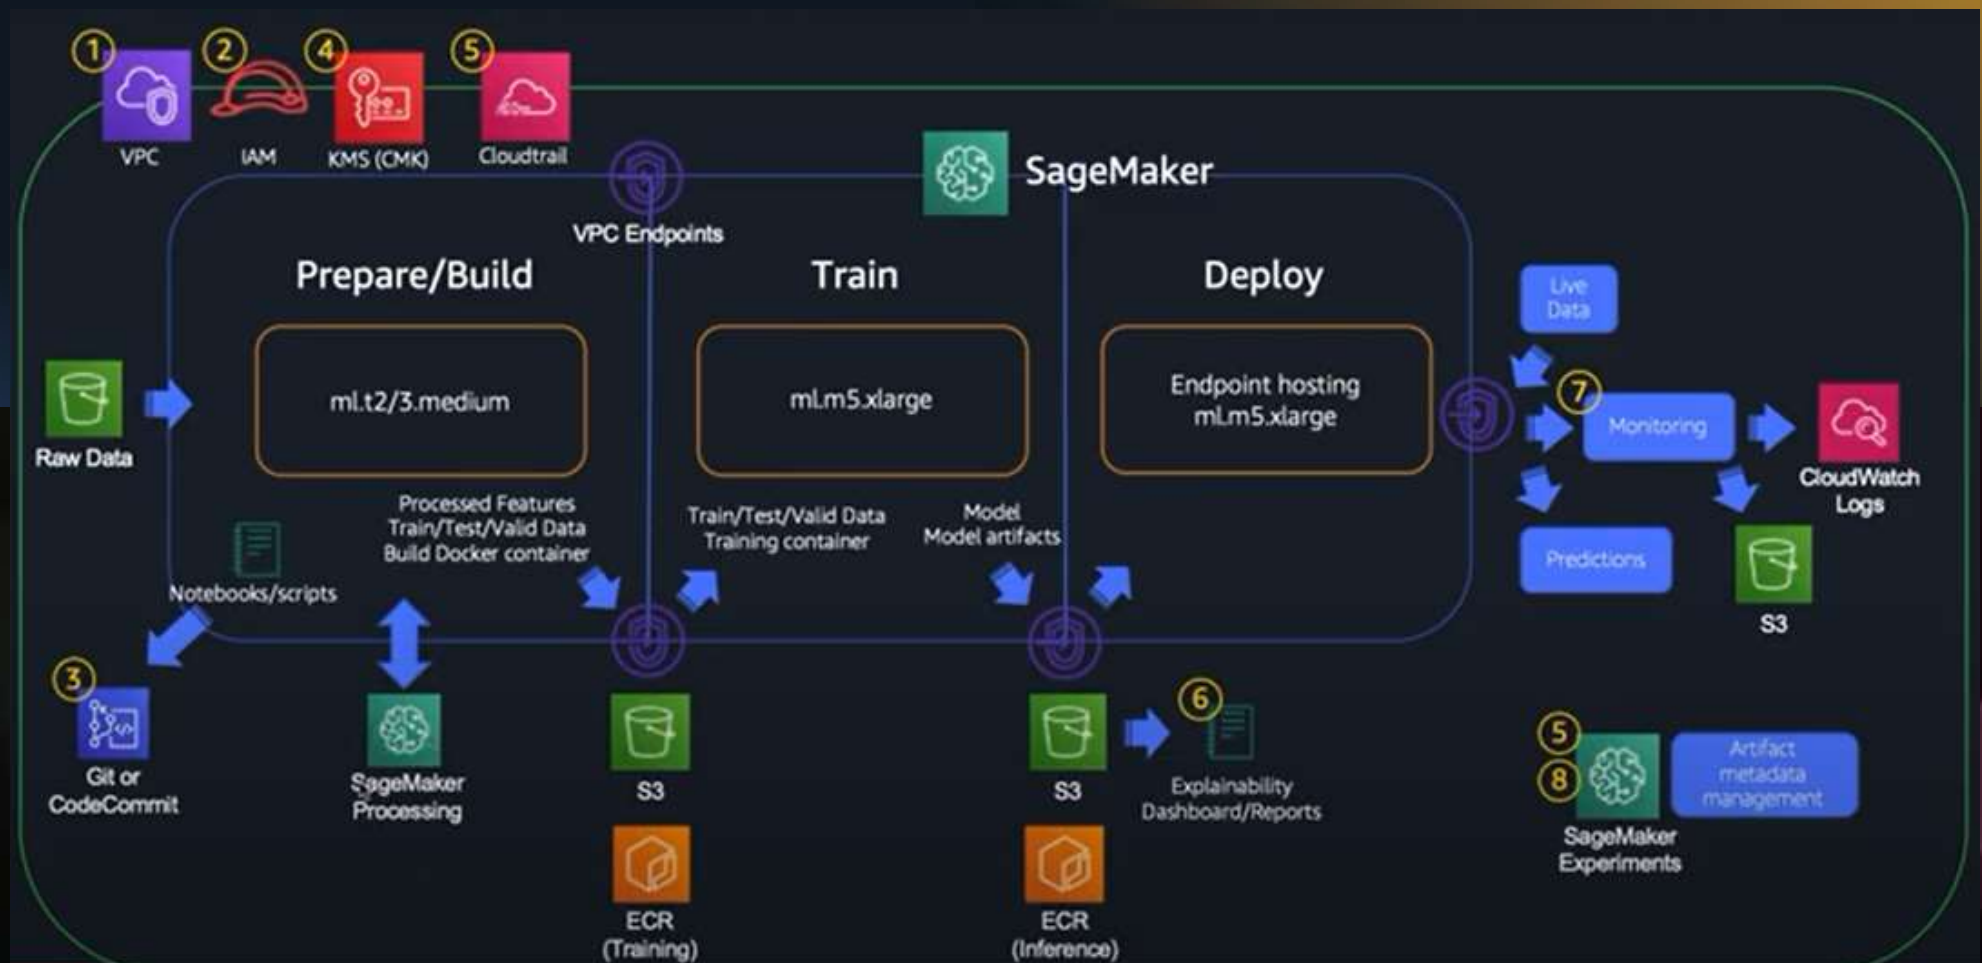 1
2
4
5
VPC
IAM
KMS (CMK)
Cloudtrail
SageMaker
VPC Endpoints
Prepare/Build
Train
Deploy
ml.t2/3.medium
ml.m5.xlarge
Endpoint hosting
ml.m5.xlarge
Live
Data
Raw Data
7
Monitoring
CloudWatch
Logs
Processed Features
Train/Test/Valid Data
Build Docker container
Train/Test/Valid Data
Training container
Model
Model artifacts
Predictions
S3
Notebooks/scripts
3
Git or
CodeCommit
SageMaker
Processing
S3
S3
6
Explainability
Dashboard/Reports
5
8
SageMaker
Experiments
Artifact
metadata
management
ECR
(Training)
ECR
(Inference)